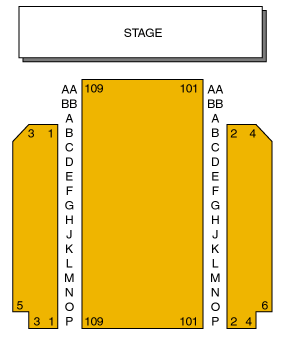 STAGE
AA 109 101 AA
BB BB
A A
3 1 B B 2 4
C C
D D
E E
F F
G G
H H
J J
K K
L L
M M
N N
5 O O 6
3 1 P 109 101 P 2 4